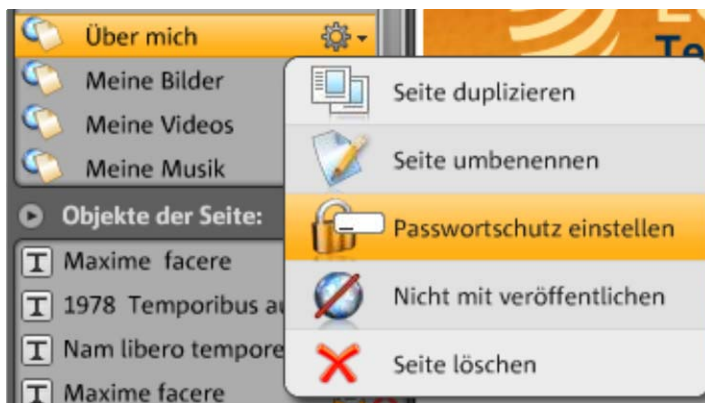 Über mich
Meine Bilder
Meine Videos
Meine Musik
Objekte der Seite:
Maxime facere
1978 Temporibus
Nam libero tempore
Maxime facere
Seite duplizieren
Seite umbenennen
Passwortschutz einstellen
Nicht mit veröffentlichen
Seite löschen